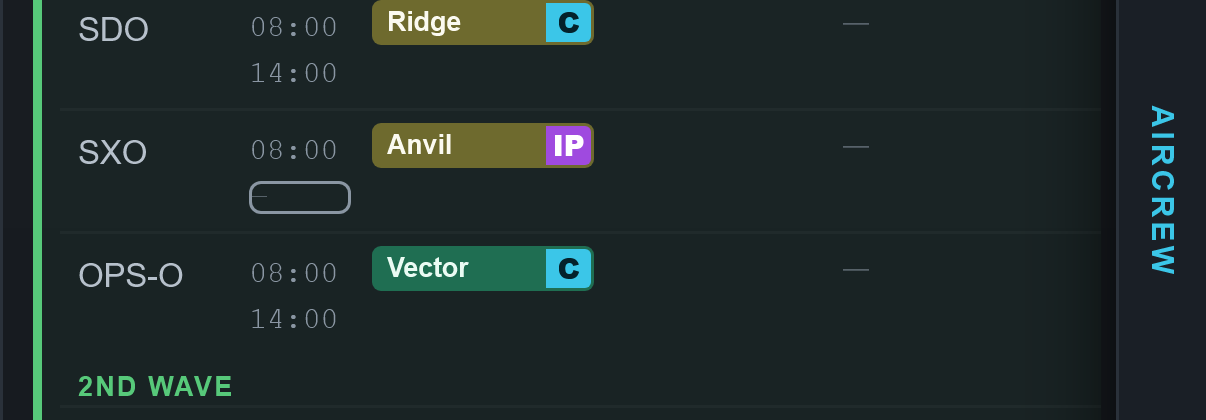 SDO 08:00 Ridge C —
14:00
SXO 08:00 Anvil IP —
—
OPS-O 08:00 Vector C —
14:00
2ND WAVE
AIRCREW